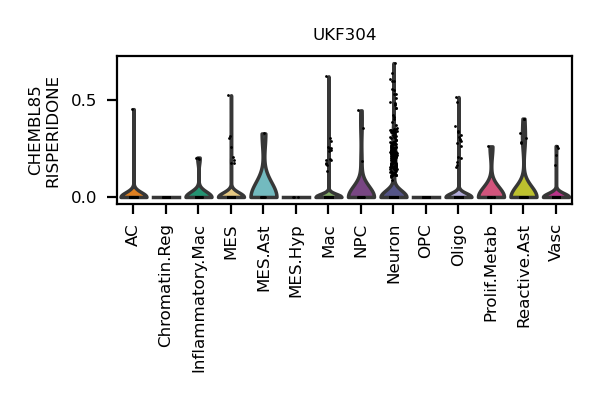 UKF304
CHEMBL85
RISPERIDONE
0.5
0.0
AC
Chromatin.Reg
Inflammatory.Mac
MES
MES.Ast
MES.Hyp
Mac
NPC
Neuron
OPC
Oligo
Prolif.Metab
Reactive.Ast
Vasc